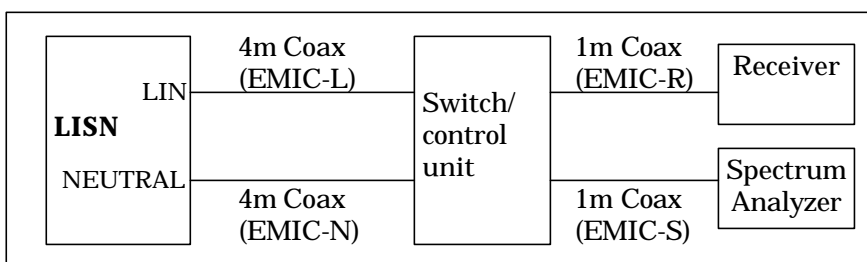 4m Coax
(EMIC-L)
1m Coax
(EMIC-R)
Receiver
LIN
LISN
Switch/
control
unit
NEUTRAL
Spectrum
Analyzer
4m Coax
(EMIC-N)
1m Coax
(EMIC-S)